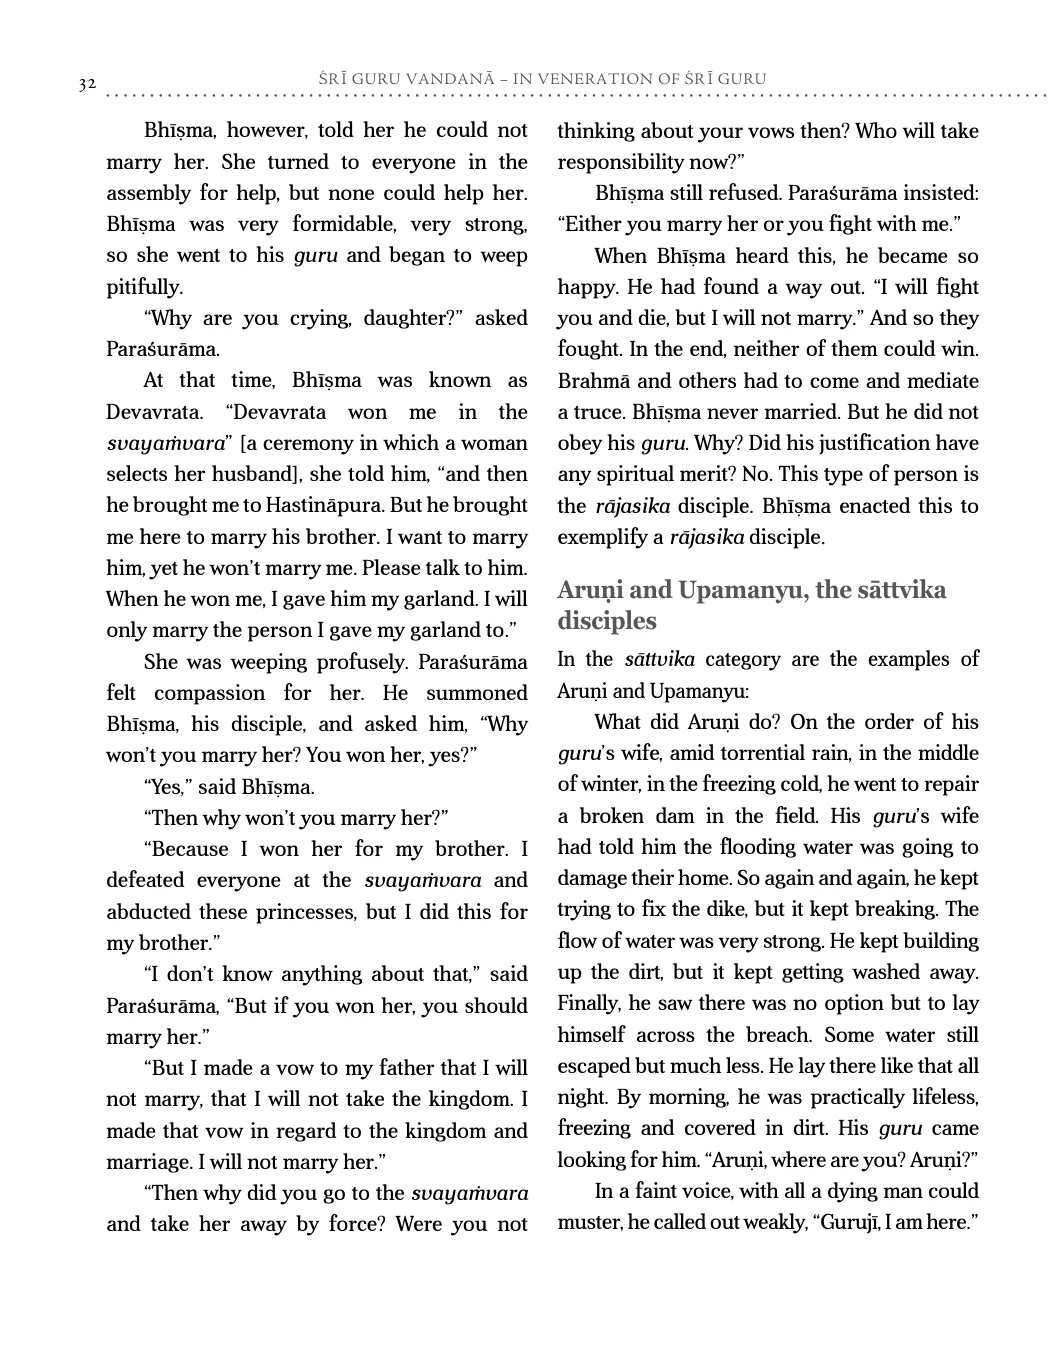 32
ŚRĪ GURU VANDANĀ – IN VENERATION OF ŚRĪ GURU
Bhīṣma, however, told her he could not
marry her. She turned to everyone in the
assembly for help, but none could help her.
Bhīṣma was very formidable, very strong,
so she went to his guru and began to weep
pitifully.
“Why are you crying, daughter?” asked
Paraśurāma.
At that time, Bhīṣma was known as
Devavrata. “Devavrata won me in the
svayaṁvara” [a ceremony in which a woman
selects her husband], she told him, “and then
he brought me to Hastināpura. But he brought
me here to marry his brother. I want to marry
him, yet he won’t marry me. Please talk to him.
When he won me, I gave him my garland. I will
only marry the person I gave my garland to.”
She was weeping profusely. Paraśurāma
felt compassion for her. He summoned
Bhīṣma, his disciple, and asked him, “Why
won’t you marry her? You won her, yes?”
“Yes,” said Bhīṣma.
“Then why won’t you marry her?”
“Because I won her for my brother. I
defeated everyone at the svayaṁvara and
abducted these princesses, but I did this for
my brother.”
“I don’t know anything about that,” said
Paraśurāma, “But if you won her, you should
marry her.”
“But I made a vow to my father that I will
not marry, that I will not take the kingdom. I
made that vow in regard to the kingdom and
marriage. I will not marry her.”
“Then why did you go to the svayaṁvara
and take her away by force? Were you not
thinking about your vows then? Who will take
responsibility now?”
Bhīṣma still refused. Paraśurāma insisted:
“Either you marry her or you fight with me.”
When Bhīṣma heard this, he became so
happy. He had found a way out. “I will fight
you and die, but I will not marry.” And so they
fought. In the end, neither of them could win.
Brahmā and others had to come and mediate
a truce. Bhīṣma never married. But he did not
obey his guru. Why? Did his justification have
any spiritual merit? No. This type of person is
the rājasika disciple. Bhīṣma enacted this to
exemplify a rājasika disciple.
Aruṇi and Upamanyu, the sāttvika
disciples
In the sāttvika category are the examples of
Aruṇi and Upamanyu:
What did Aruṇi do? On the order of his
guru’s wife, amid torrential rain, in the middle
of winter, in the freezing cold, he went to repair
a broken dam in the field. His guru’s wife
had told him the flooding water was going to
damage their home. So again and again, he kept
trying to fix the dike, but it kept breaking. The
flow of water was very strong. He kept building
up the dirt, but it kept getting washed away.
Finally, he saw there was no option but to lay
himself across the breach. Some water still
escaped but much less. He lay there like that all
night. By morning, he was practically lifeless,
freezing and covered in dirt. His guru came
looking for him. “Aruṇi, where are you? Aruṇi?”
In a faint voice, with all a dying man could
muster, he called out weakly, “Gurujī, I am here.”